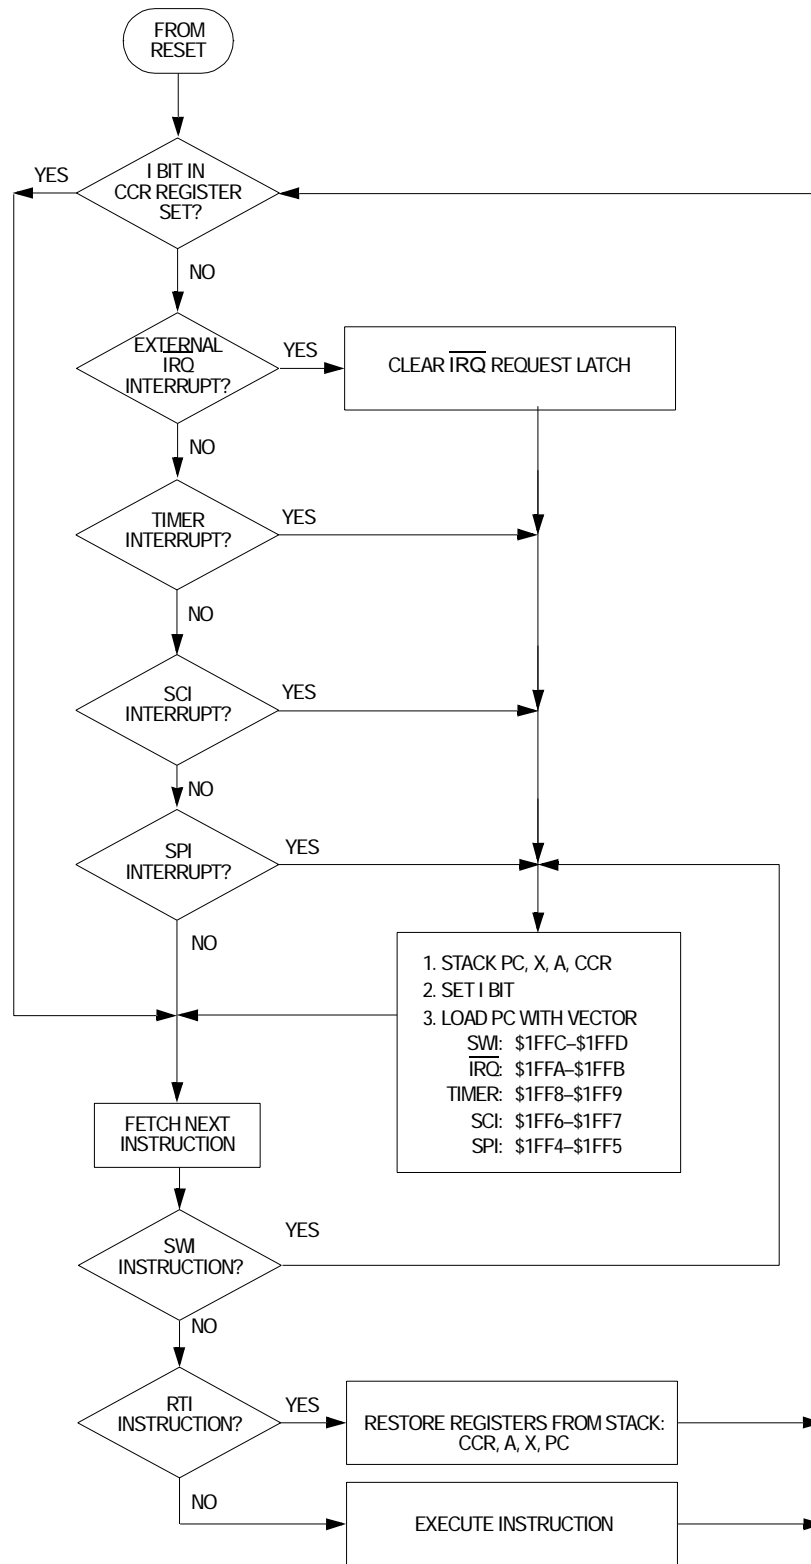 FROM
RESET
YES
I BIT IN
CCR REGISTER
SET?
NO
EXTERNAL
IRQ
INTERRUPT?
YES
CLEAR IRQ REQUEST LATCH
NO
TIMER
INTERRUPT?
YES
NO
SCI
INTERRUPT?
YES
NO
SPI
INTERRUPT?
YES
NO
1. STACK PC, X, A, CCR
2. SET I BIT
3. LOAD PC WITH VECTOR
SWI: $1FFC–$1FFD
IRQ: $1FFA–$1FFB
TIMER: $1FF8–$1FF9
SCI: $1FF6–$1FF7
SPI: $1FF4–$1FF5
FETCH NEXT
INSTRUCTION
SWI
INSTRUCTION?
YES
NO
RTI
INSTRUCTION?
YES
RESTORE REGISTERS FROM STACK:
CCR, A, X, PC
NO
EXECUTE INSTRUCTION